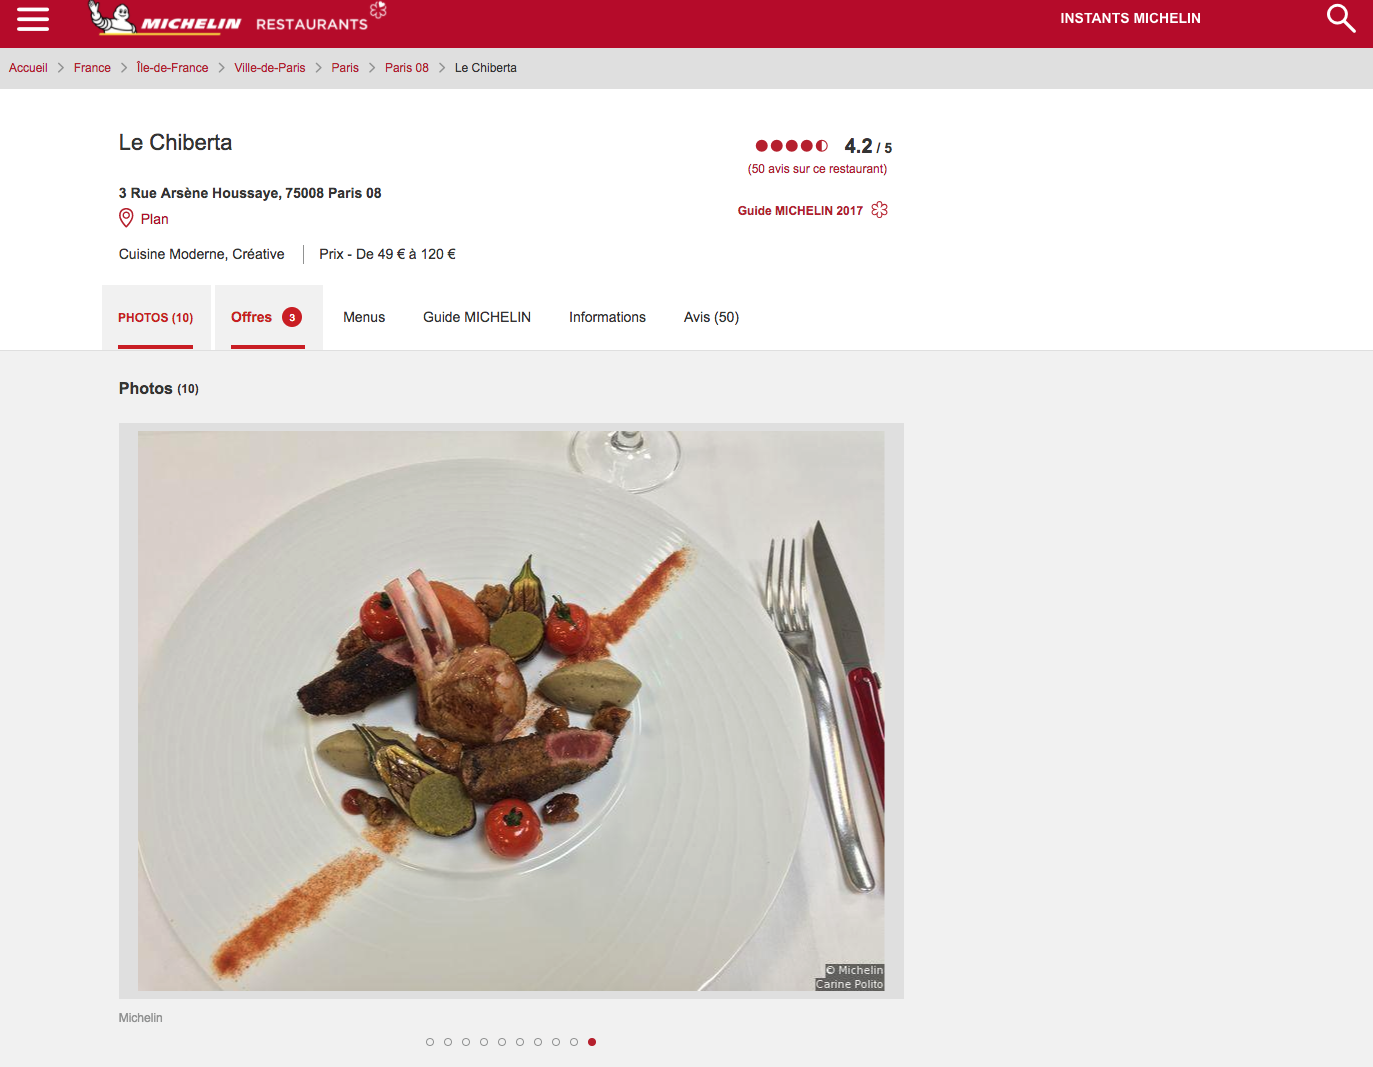 MICHELIN RESTAURANTS
INSTANTS MICHELIN
Accueil France Île-de-France Ville-de-Paris Paris Paris 08 Le Chiberta
Le Chiberta
4.2 / 5
(50 avis sur ce restaurant)
3 Rue Arsène Houssaye, 75008 Paris 08
Guide MICHELIN 2017
Plan
Cuisine Moderne, Créative Prix - De 49 € à 120 €
PHOTOS (10) Offres 3 Menus Guide MICHELIN Informations Avis (50)
Photos (10)
© Michelin
Carine Polito
Michelin